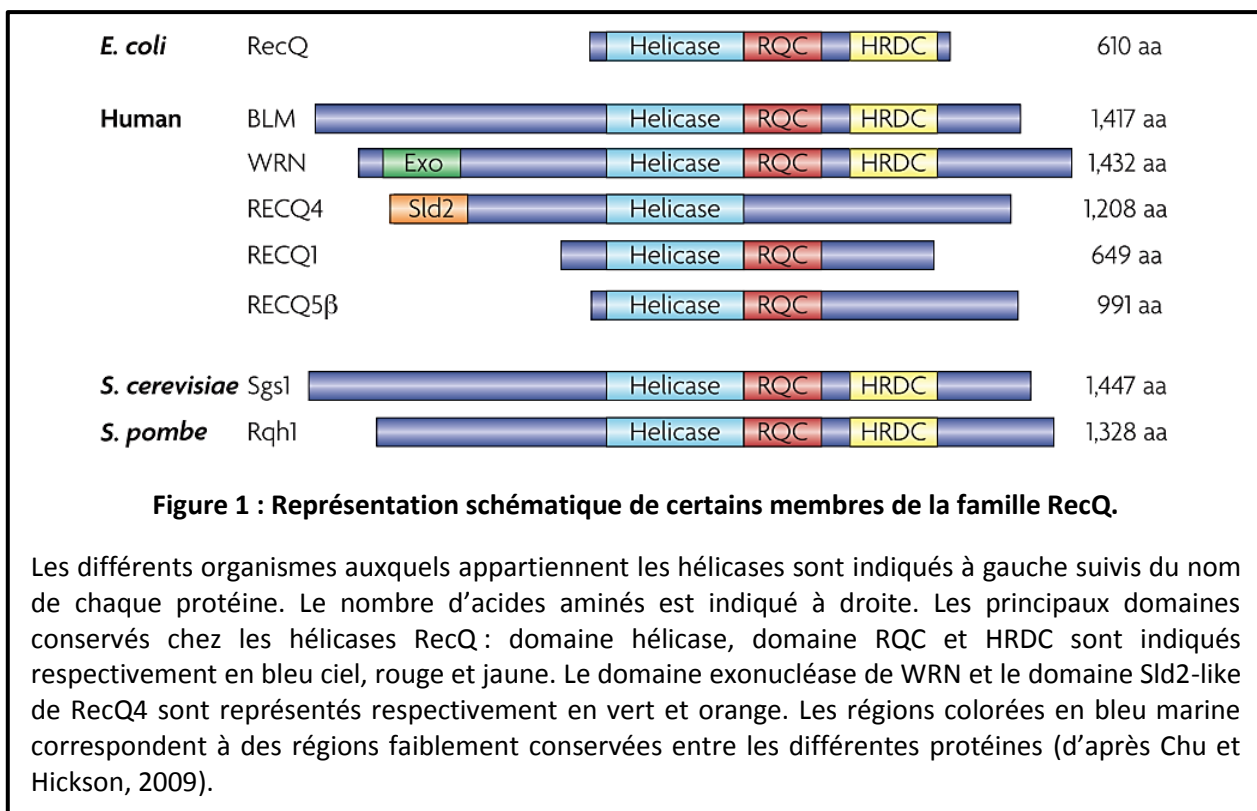 E. coli RecQ Helicase RQC HRDC 610 aa
Human BLM Helicase RQC HRDC 1,417 aa
WRN Exo Helicase RQC HRDC 1,432 aa
RECQ4 Sld2 Helicase 1,208 aa
RECQ1 Helicase RQC 649 aa
RECQ5β Helicase RQC 991 aa
S. cerevisiae Sgs1 Helicase RQC HRDC 1,447 aa
S. pombe Rqh1 Helicase RQC HRDC 1,328 aa
Figure 1 : Représentation schématique de certains membres de la famille RecQ.
Les différents organismes auxquels appartiennent les hélicases sont indiqués à gauche suivis du nom
de chaque protéine. Le nombre d’acides aminés est indiqué à droite. Les principaux domaines
conservés chez les hélicases RecQ : domaine hélicase, domaine RQC et HRDC sont indiqués
respectivement en bleu ciel, rouge et jaune. Le domaine exonucléase de WRN et le domaine Sld2-like
de RecQ4 sont représentés respectivement en vert et orange. Les régions colorées en bleu marine
correspondent à des régions faiblement conservées entre les différentes protéines (d’après Chu et
Hickson, 2009).